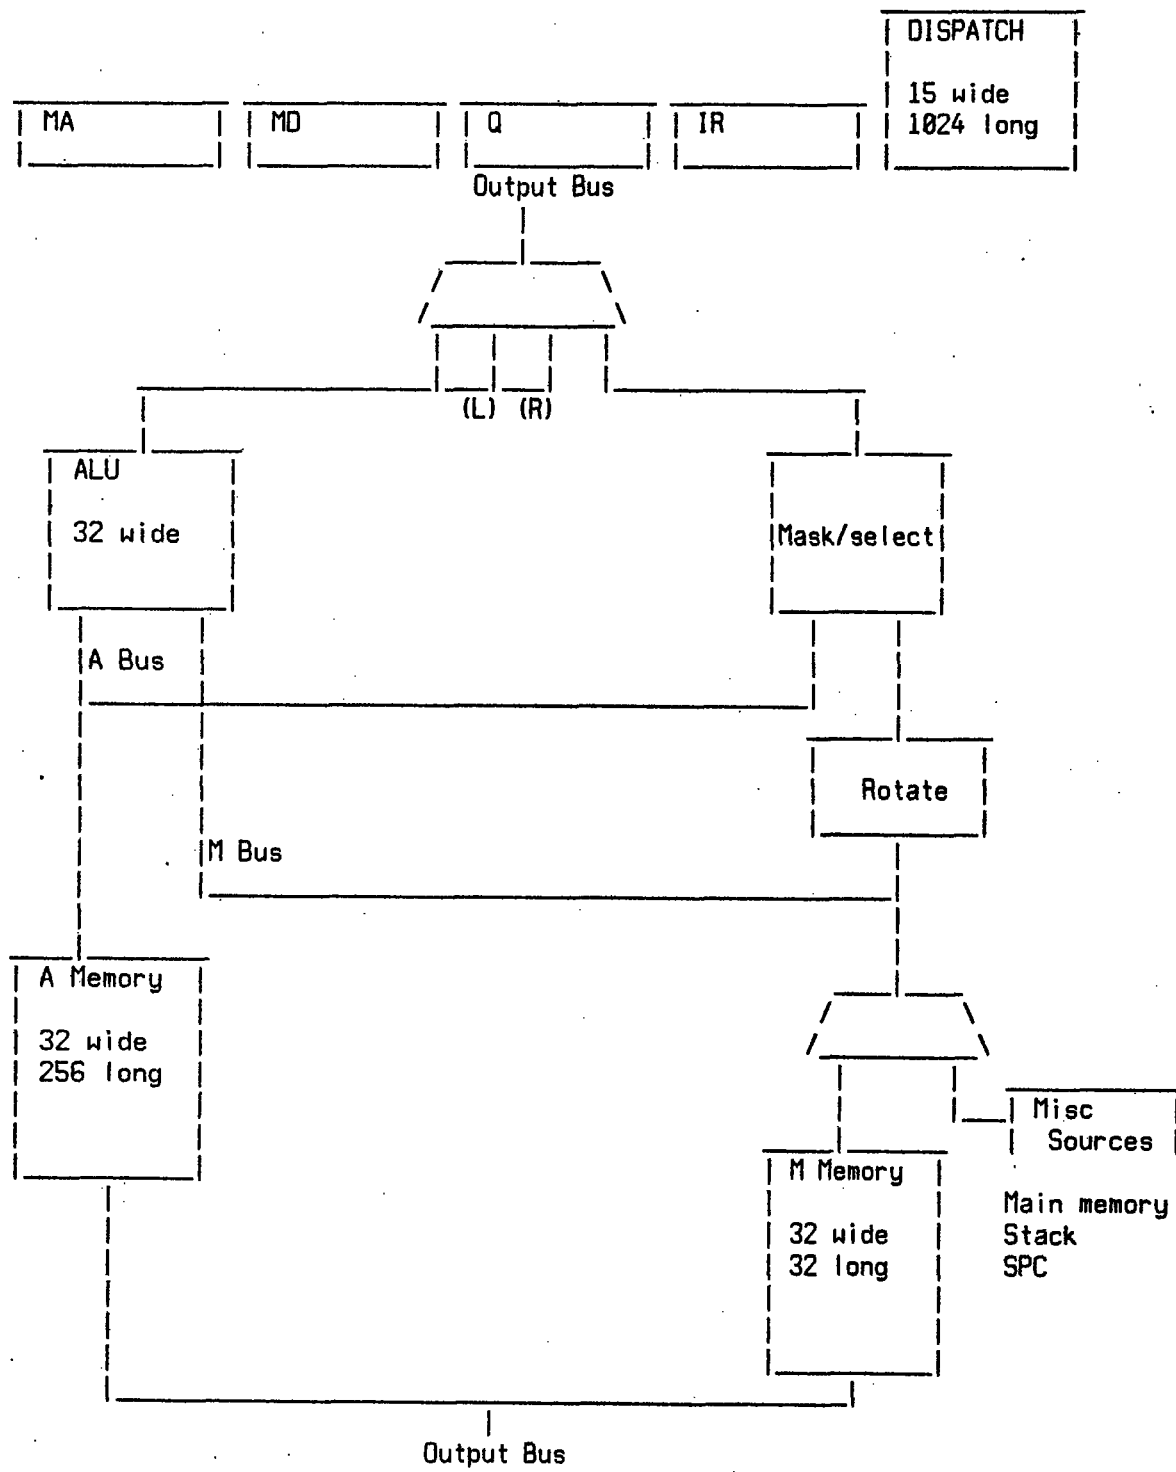 DISPATCH
15 wide
1024 long
MA
MD
Q
IR
Output Bus
(L) (R)
ALU
32 wide
Mask/select
A Bus
Rotate
M Bus
A Memory
32 wide
256 long
Misc
Sources
M Memory
32 wide
32 long
Main memory
Stack
SPC
Output Bus